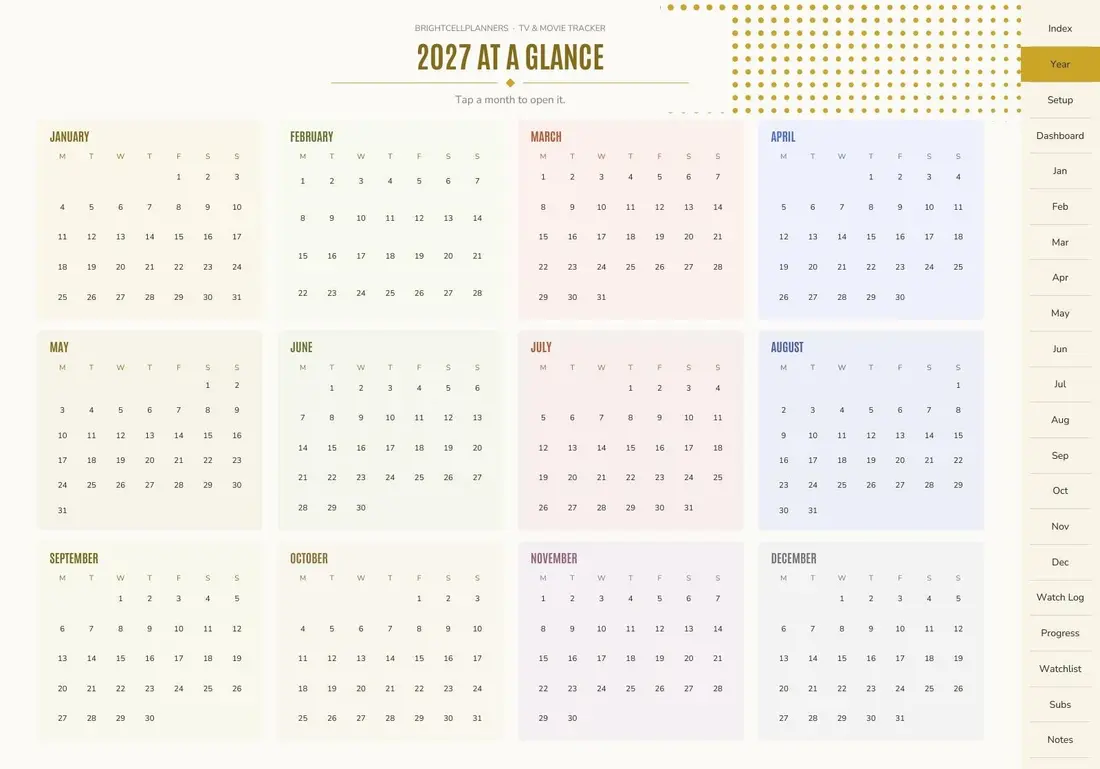 BRIGHTCELLPLANNERS · TV & MOVIE TRACKER
2027 AT A GLANCE
Tap a month to open it.
JANUARY
M T W T F S S
1 2 3
4 5 6 7 8 9 10
11 12 13 14 15 16 17
18 19 20 21 22 23 24
25 26 27 28 29 30 31
FEBRUARY
M T W T F S S
1 2 3 4 5 6 7
8 9 10 11 12 13 14
15 16 17 18 19 20 21
22 23 24 25 26 27 28
MARCH
M T W T F S S
1 2 3 4 5 6 7
8 9 10 11 12 13 14
15 16 17 18 19 20 21
22 23 24 25 26 27 28
29 30 31
APRIL
M T W T F S S
1 2 3 4
5 6 7 8 9 10 11
12 13 14 15 16 17 18
19 20 21 22 23 24 25
26 27 28 29 30
MAY
M T W T F S S
1 2
3 4 5 6 7 8 9
10 11 12 13 14 15 16
17 18 19 20 21 22 23
24 25 26 27 28 29 30
31
JUNE
M T W T F S S
1 2 3 4 5 6
7 8 9 10 11 12 13
14 15 16 17 18 19 20
21 22 23 24 25 26 27
28 29 30
JULY
M T W T F S S
1 2 3 4
5 6 7 8 9 10 11
12 13 14 15 16 17 18
19 20 21 22 23 24 25
26 27 28 29 30 31
AUGUST
M T W T F S S
1
2 3 4 5 6 7 8
9 10 11 12 13 14 15
16 17 18 19 20 21 22
23 24 25 26 27 28 29
30 31
SEPTEMBER
M T W T F S S
1 2 3 4 5
6 7 8 9 10 11 12
13 14 15 16 17 18 19
20 21 22 23 24 25 26
27 28 29 30
OCTOBER
M T W T F S S
1 2 3
4 5 6 7 8 9 10
11 12 13 14 15 16 17
18 19 20 21 22 23 24
25 26 27 28 29 30 31
NOVEMBER
M T W T F S S
1 2 3 4 5 6 7
8 9 10 11 12 13 14
15 16 17 18 19 20 21
22 23 24 25 26 27 28
29 30
DECEMBER
M T W T F S S
1 2 3 4 5
6 7 8 9 10 11 12
13 14 15 16 17 18 19
20 21 22 23 24 25 26
27 28 29 30 31
Index
Year
Setup
Dashboard
Jan
Feb
Mar
Apr
May
Jun
Jul
Aug
Sep
Oct
Nov
Dec
Watch Log
Progress
Watchlist
Subs
Notes